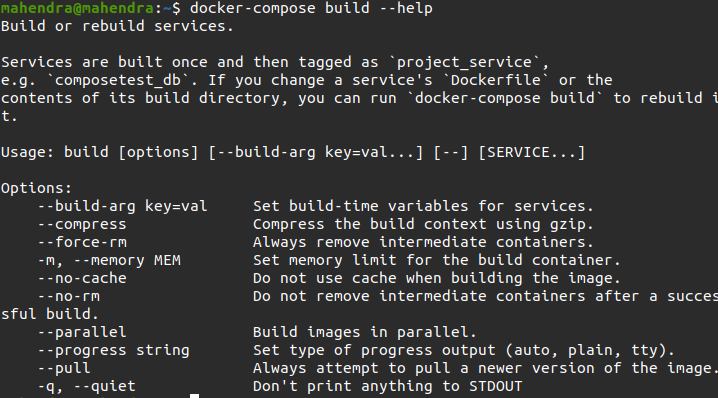 mahendra@mahendra:~$ docker-compose build --help
Build or rebuild services.
Services are built once and then tagged as `project_service`,
e.g. `composetest_db`. If you change a service's `Dockerfile` or the
contents of its build directory, you can run `docker-compose build` to rebuild i
t.
Usage: build [options] [--build-arg key=val...] [--] [SERVICE...]
Options:
    --build-arg key=val     Set build-time variables for services.
    --compress              Compress the build context using gzip.
    --force-rm              Always remove intermediate containers.
    -m, --memory MEM        Set memory limit for the build container.
    --no-cache              Do not use cache when building the image.
    --no-rm                 Do not remove intermediate containers after a succes
sful build.
    --parallel              Build images in parallel.
    --progress string       Set type of progress output (auto, plain, tty).
    --pull                  Always attempt to pull a newer version of the image.
    -q, --quiet             Don't print anything to STDOUT